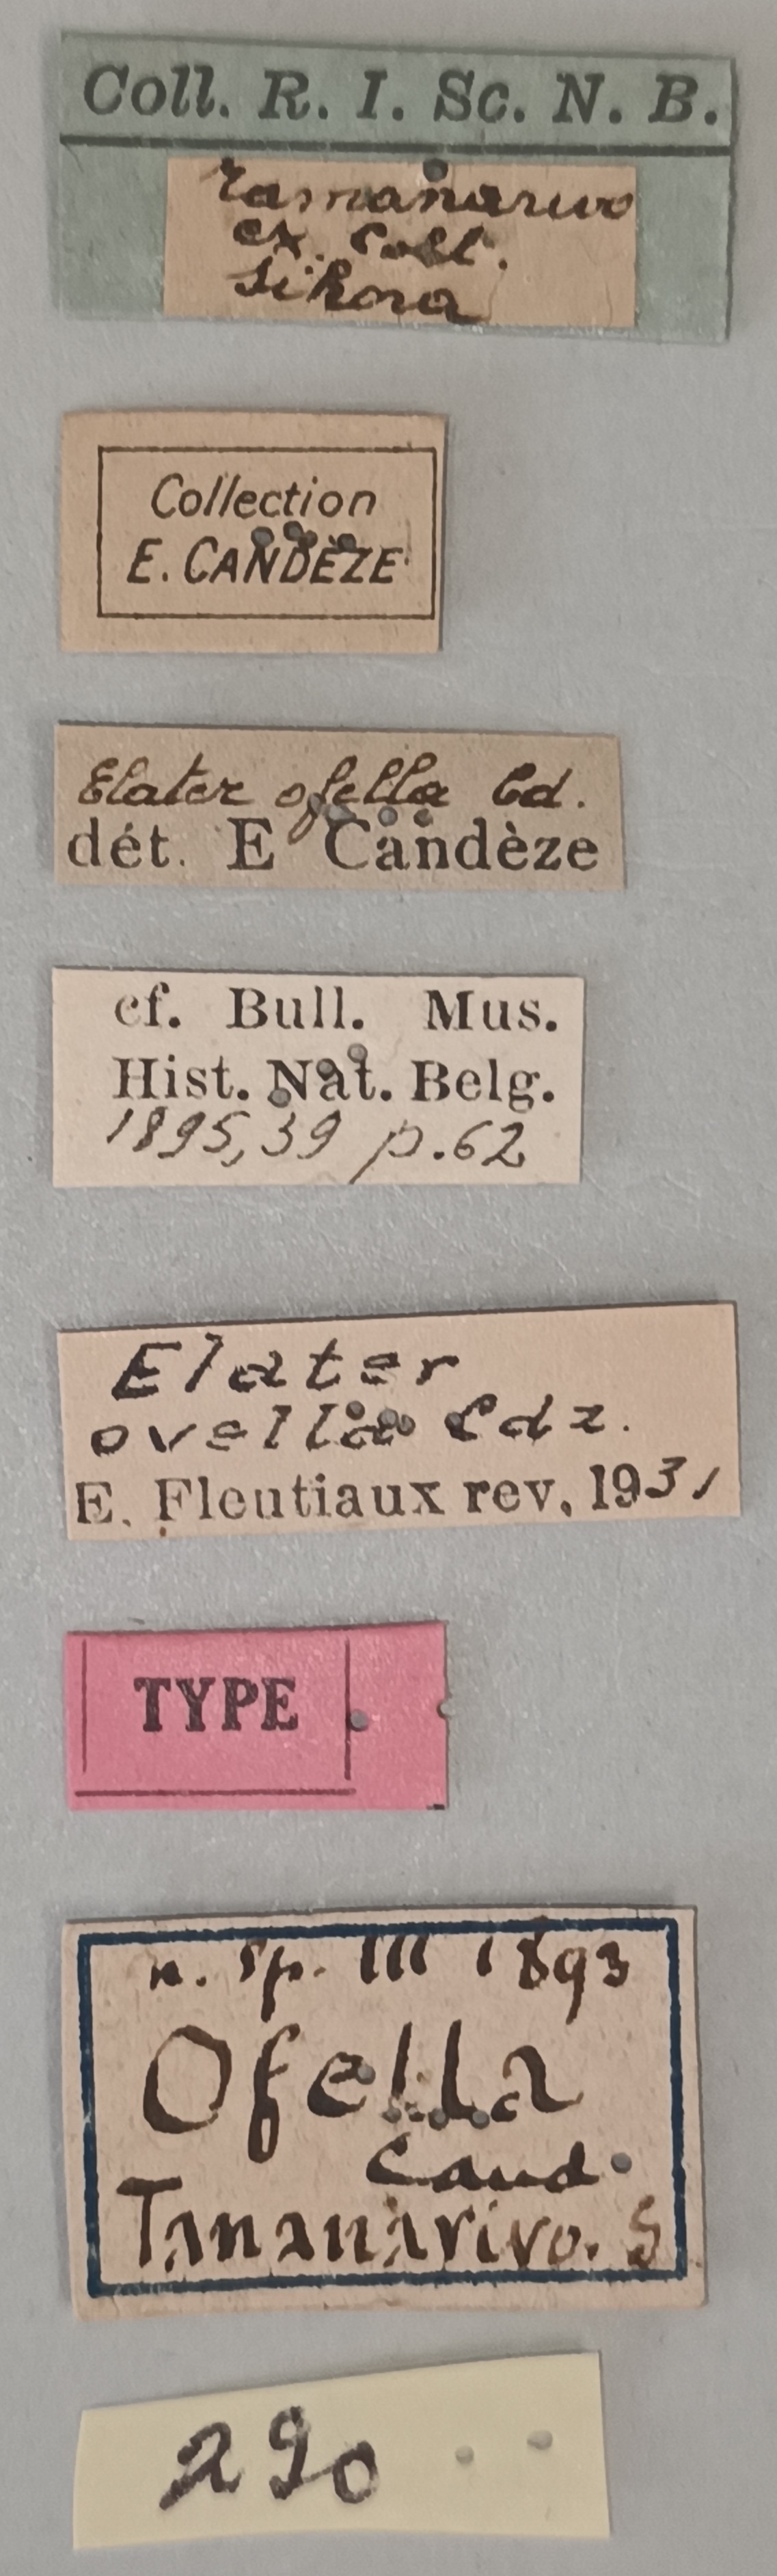 Coll. R. I. Sc. N. B.
Tananarivo
ex. Coll.
Sikora
Collection
E. CANDÈZE
Elater ofella Cd.
dét. E Candèze
cf. Bull. Mus.
Hist. Nat. Belg.
1895,39 p.62
Elater
ovella Cdz.
E. Fleutiaux rev, 1931
TYPE
n. sp. III 1893
Ofella
Cand.
Tananarivo. S
290